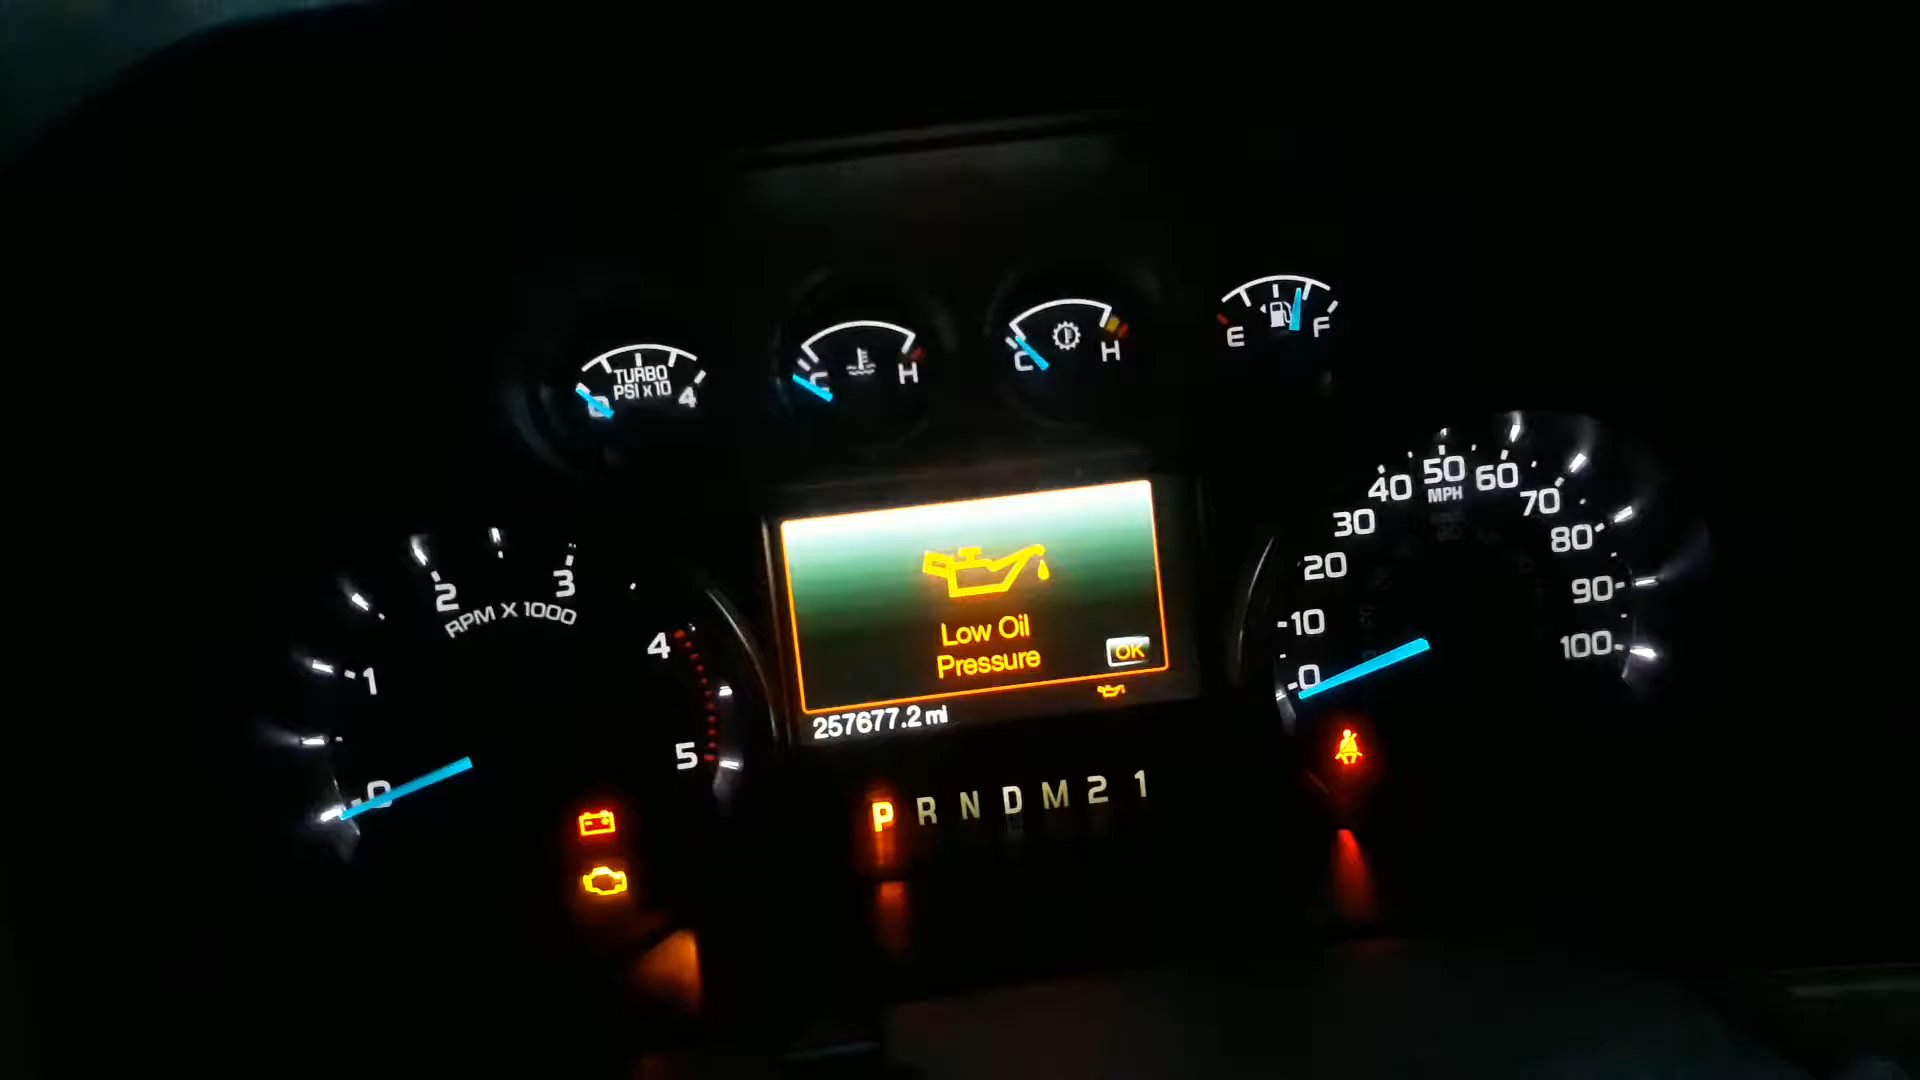 TURBO
PSI x 10
0 4
C H
C H
E F
0 1 2 3 4 5
RPM X 1000
Low Oil
Pressure
OK
257677.2 mi
P R N D M 2 1
0 10 20 30 40 50 60 70 80 90 100
MPH